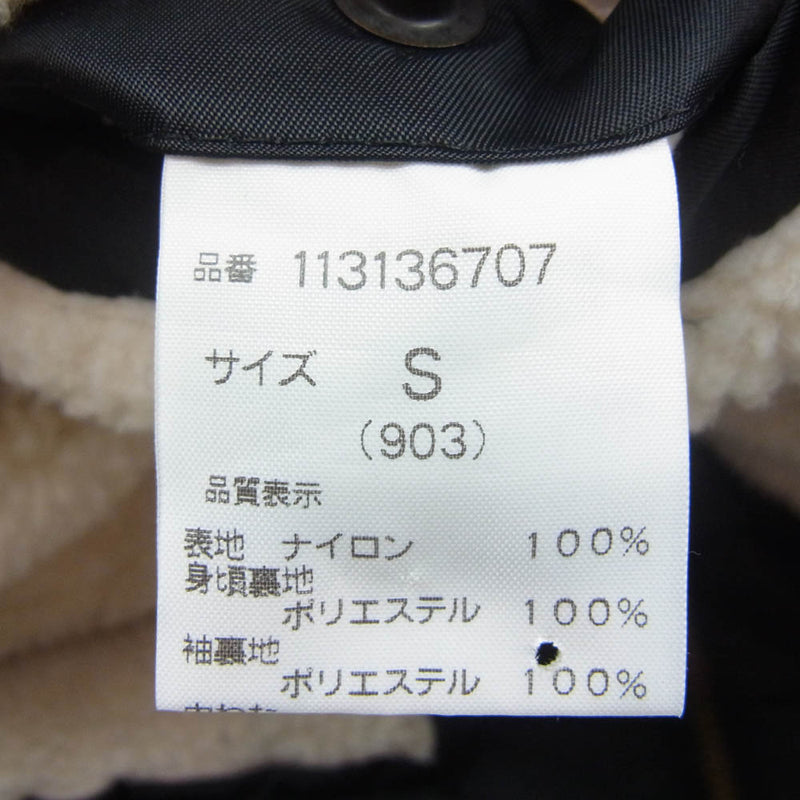 品番 113136707
サイズ S
(903)
品質表示
表地 ナイロン 100%
身頃裏地
ポリエステル 100%
袖裏地
ポリエステル 100%